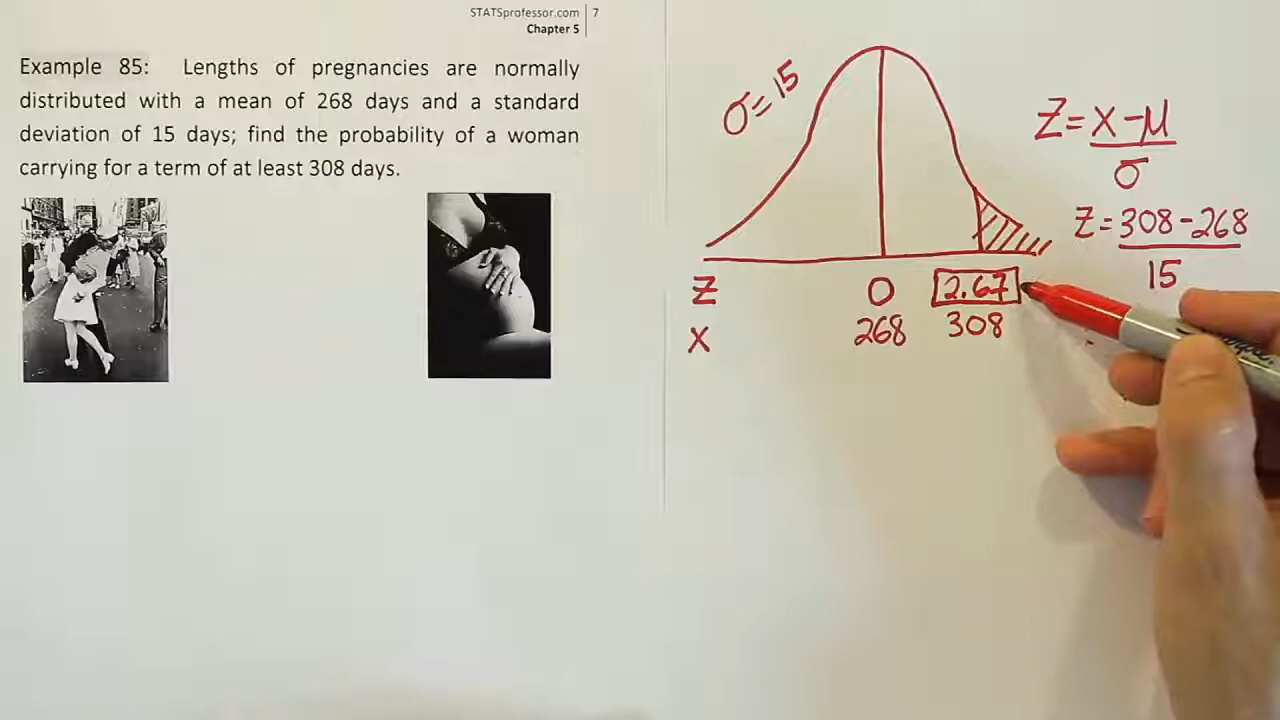 STATSprofessor.com | 7
Chapter 5
Example 85: Lengths of pregnancies are normally
distributed with a mean of 268 days and a standard
deviation of 15 days; find the probability of a woman
carrying for a term of at least 308 days.
σ=15
Z=X-μ
σ
Z=308-268
15
Z 0 2.67
X 268 308